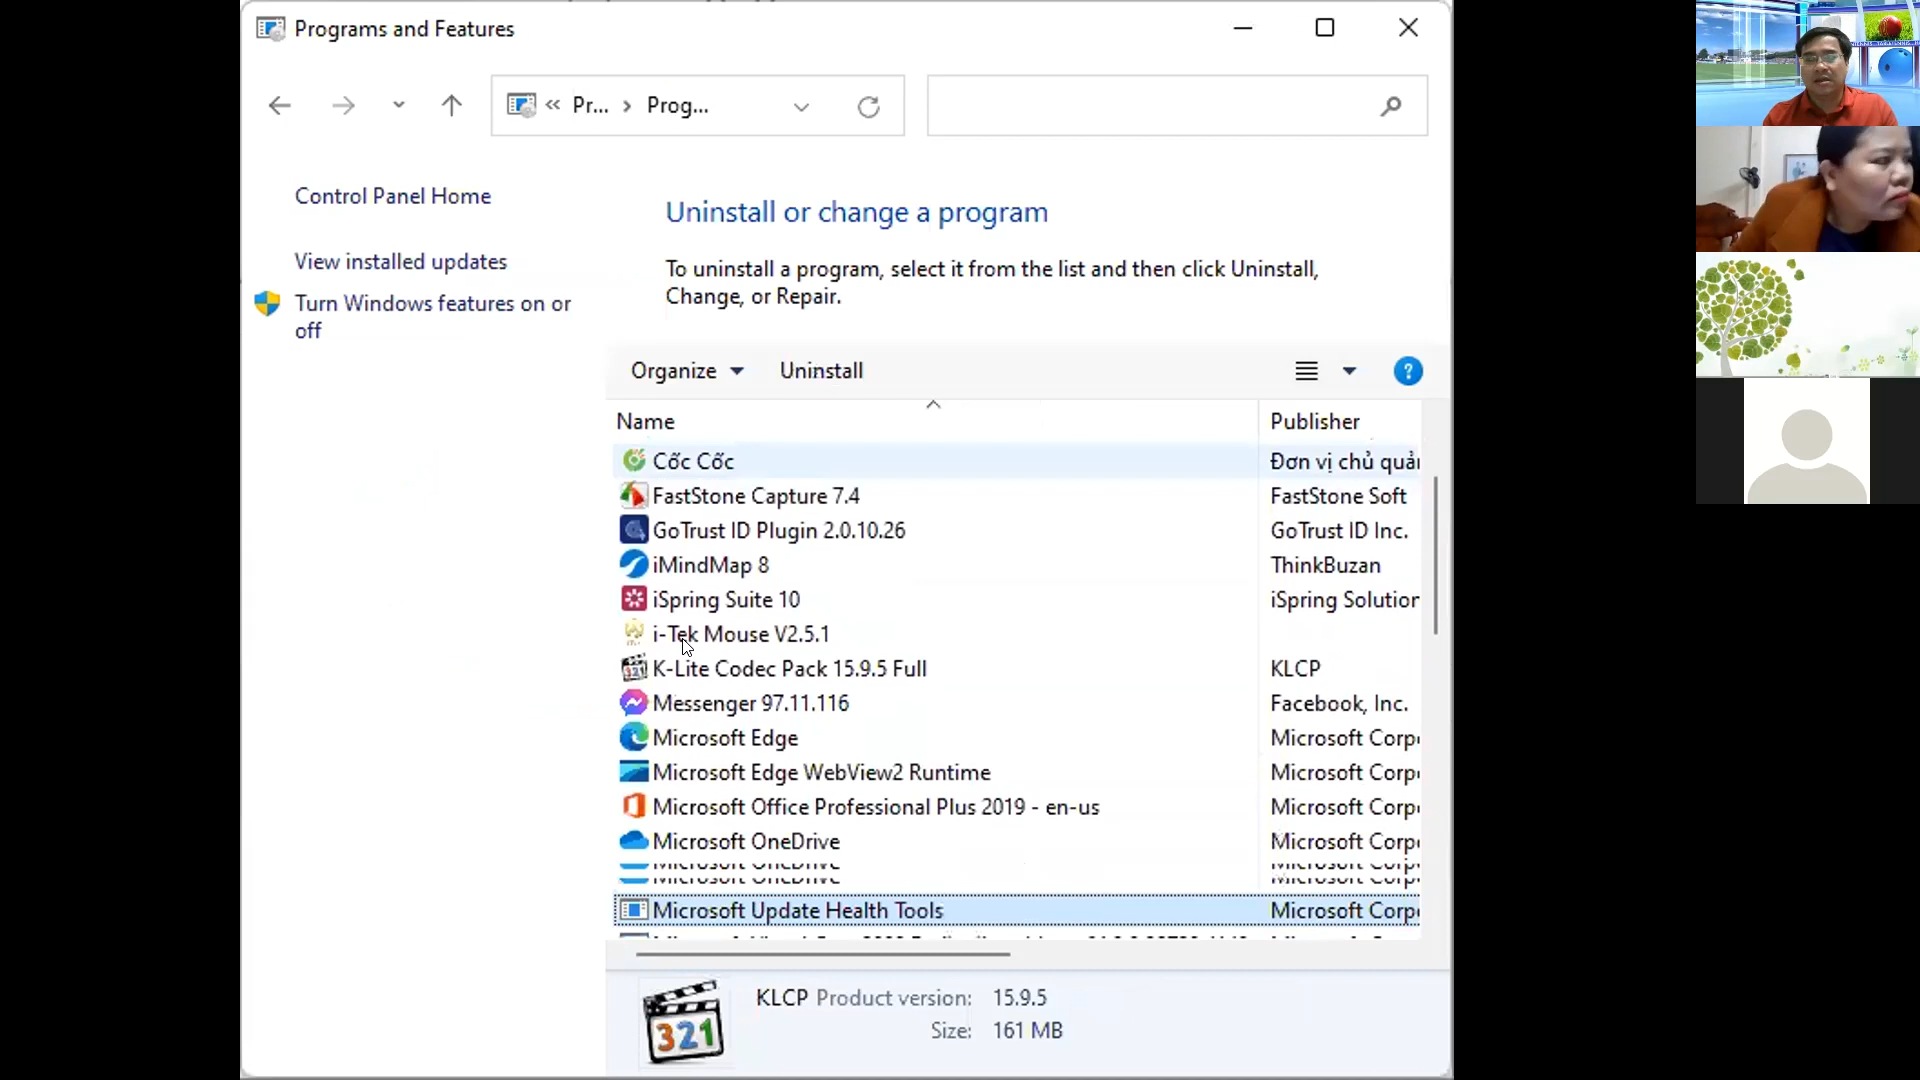 Programs and Features
« Pr... › Prog...
Control Panel Home
View installed updates
Turn Windows features on or
off
Uninstall or change a program
To uninstall a program, select it from the list and then click Uninstall,
Change, or Repair.
Organize Uninstall ?
Name Publisher
Cốc Cốc Đơn vị chủ quản
FastStone Capture 7.4 FastStone Soft
GoTrust ID Plugin 2.0.10.26 GoTrust ID Inc.
iMindMap 8 ThinkBuzan
iSpring Suite 10 iSpring Solution
i-Tek Mouse V2.5.1
K-Lite Codec Pack 15.9.5 Full KLCP
Messenger 97.11.116 Facebook, Inc.
Microsoft Edge Microsoft Corp
Microsoft Edge WebView2 Runtime Microsoft Corp
Microsoft Office Professional Plus 2019 - en-us Microsoft Corp
Microsoft OneDrive Microsoft Corp
Microsoft Update Health Tools Microsoft Corp
KLCP Product version: 15.9.5
Size: 161 MB
321